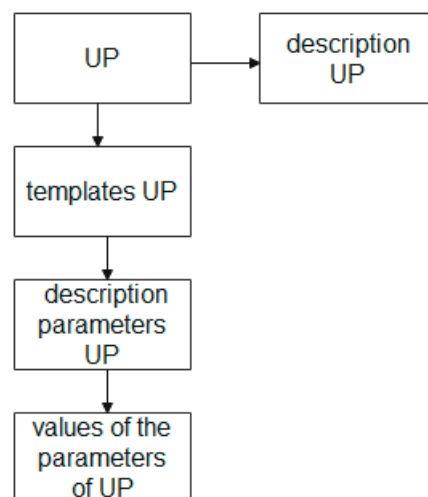 UP
description
UP
templates UP
description
parameters
UP
values of the
parameters
of UP